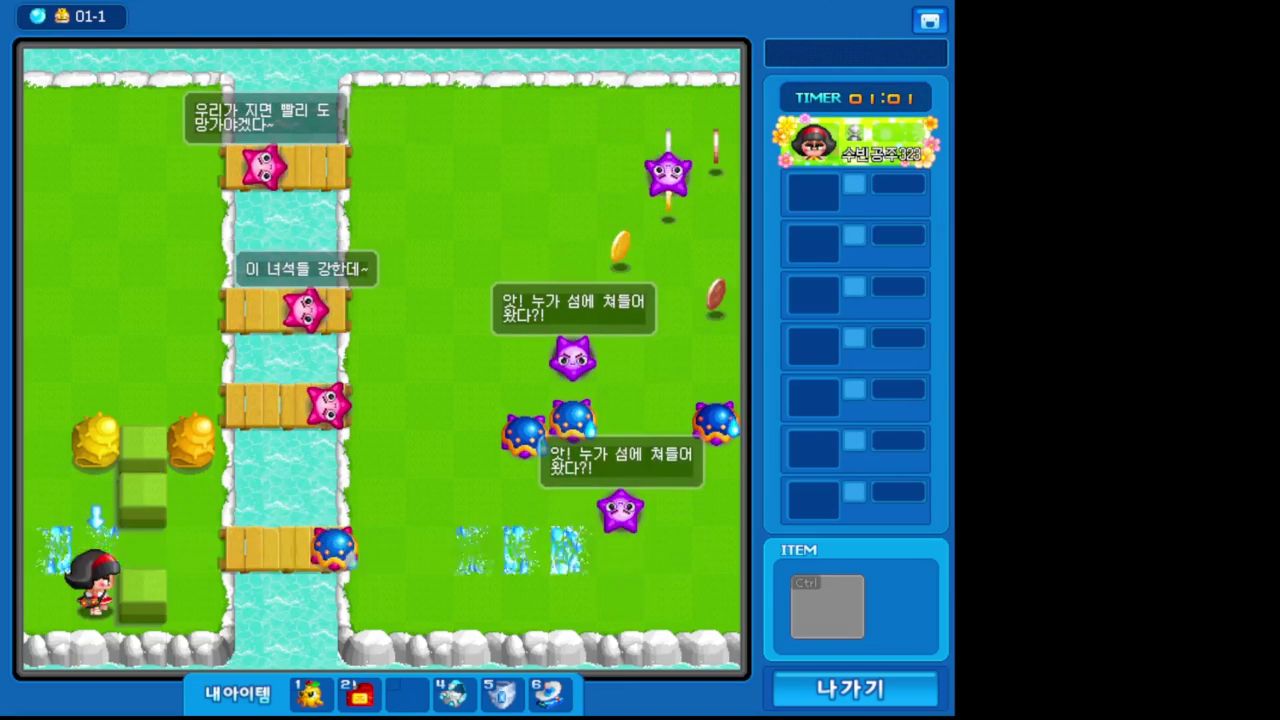 01-1
우리가 지면 빨리 도
망가야겠다~
이 녀석들 강한데~
앗! 누가 섬에 쳐들어
왔다?!
앗! 누가 섬에 쳐들어
왔다?!
TIMER 01:01
수빈공주323
ITEM
Ctrl
내아이템
1 2 4 5 6
나가기